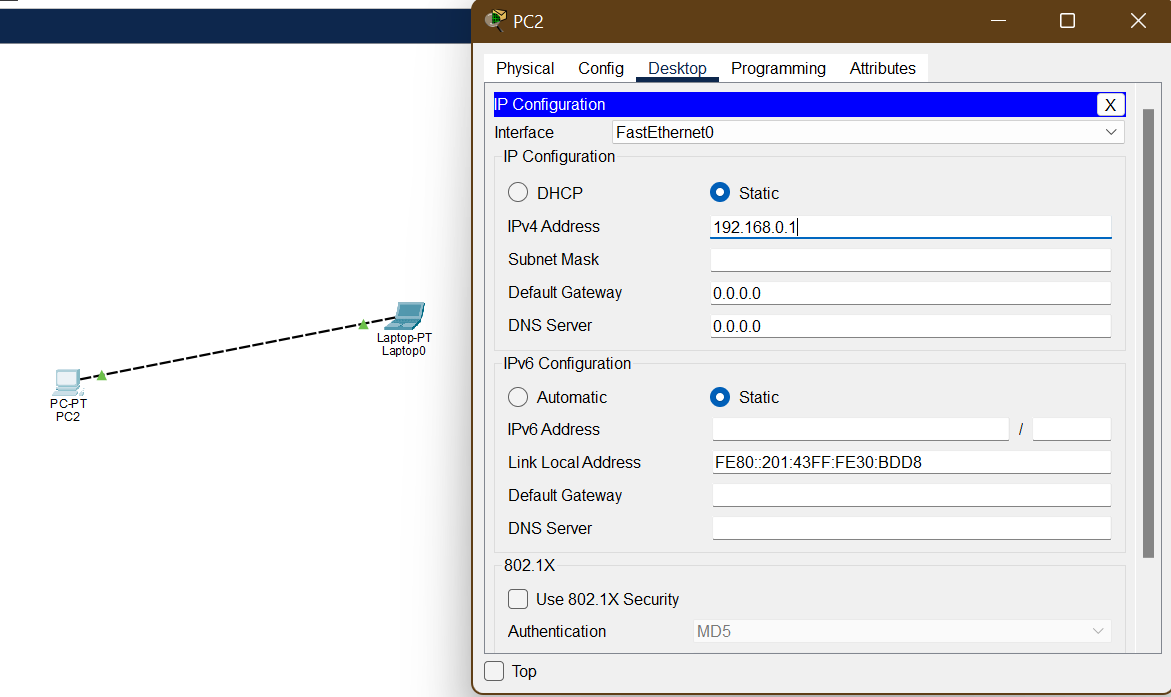 PC2
Physical Config Desktop Programming Attributes
IP Configuration X
Interface FastEthernet0
IP Configuration
DHCP Static
IPv4 Address 192.168.0.1
Subnet Mask
Default Gateway 0.0.0.0
DNS Server 0.0.0.0
IPv6 Configuration
Automatic Static
IPv6 Address /
Link Local Address FE80::201:43FF:FE30:BDD8
Default Gateway
DNS Server
802.1X
Use 802.1X Security
Authentication MD5
Top
Laptop-PT
Laptop0
PC-PT
PC2